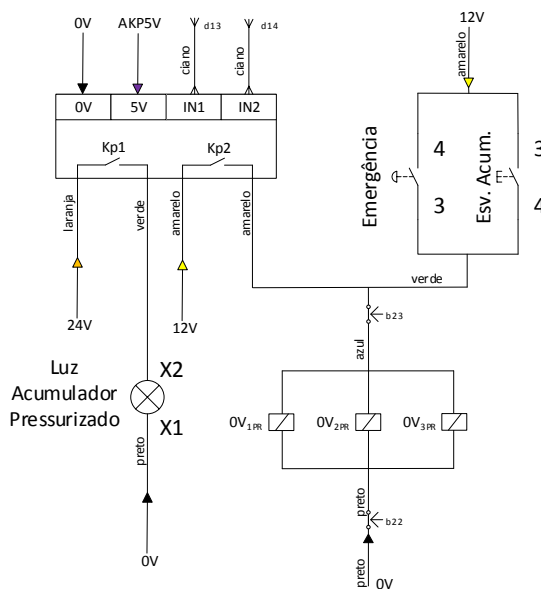 0V
AKP5V
d13
d14
12V
ciano
ciano
amarelo
0V
5V
IN1
IN2
Kp1
Kp2
4
3
Emergência
Esv. Acum.
3
4
laranja
verde
amarelo
amarelo
verde
24V
12V
b23
azul
Luz
Acumulador
Pressurizado
X2
X1
0V1PR
0V2PR
0V3PR
preto
preto
b22
0V
preto
0V